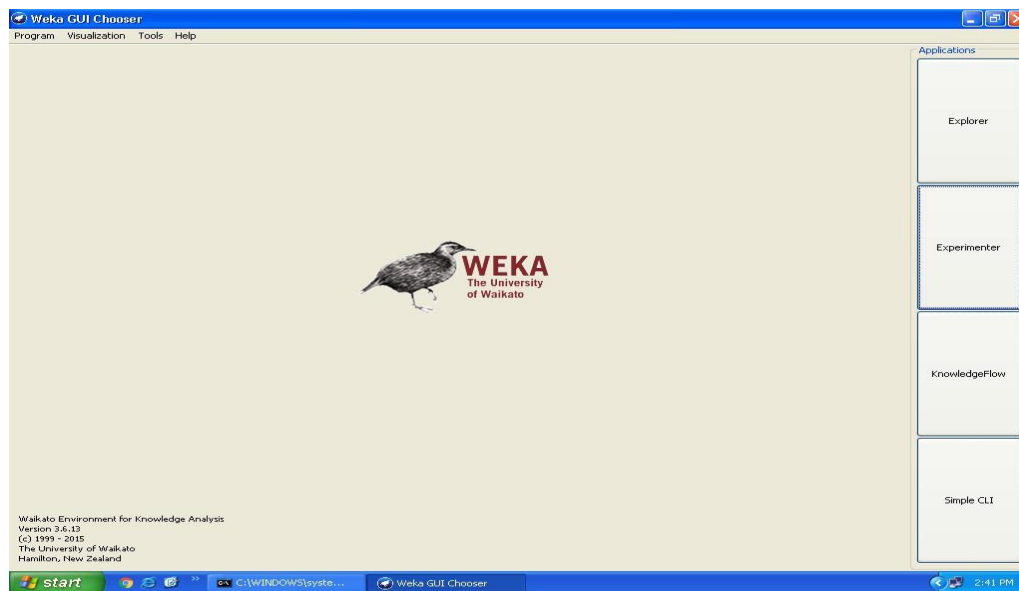 Weka GUI Chooser
Program Visualization Tools Help
Applications
Explorer
Experimenter
KnowledgeFlow
Simple CLI
WEKA
The University
of Waikato
Waikato Environment for Knowledge Analysis
Version 3.6.13
(c) 1999 - 2015
The University of Waikato
Hamilton, New Zealand
start C:\WINDOWS\syste... Weka GUI Chooser 2:41 PM